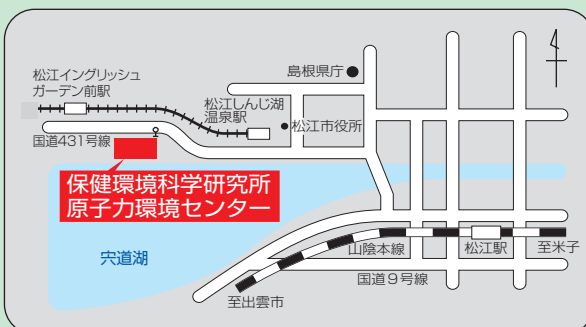 島根県庁
松江イングリッシュ
ガーデン前駅
松江しんじ湖
温泉駅
松江市役所
国道431号線
保健環境科学研究所
原子力環境センター
宍道湖
山陰本線
松江駅
至米子
国道9号線
至出雲市